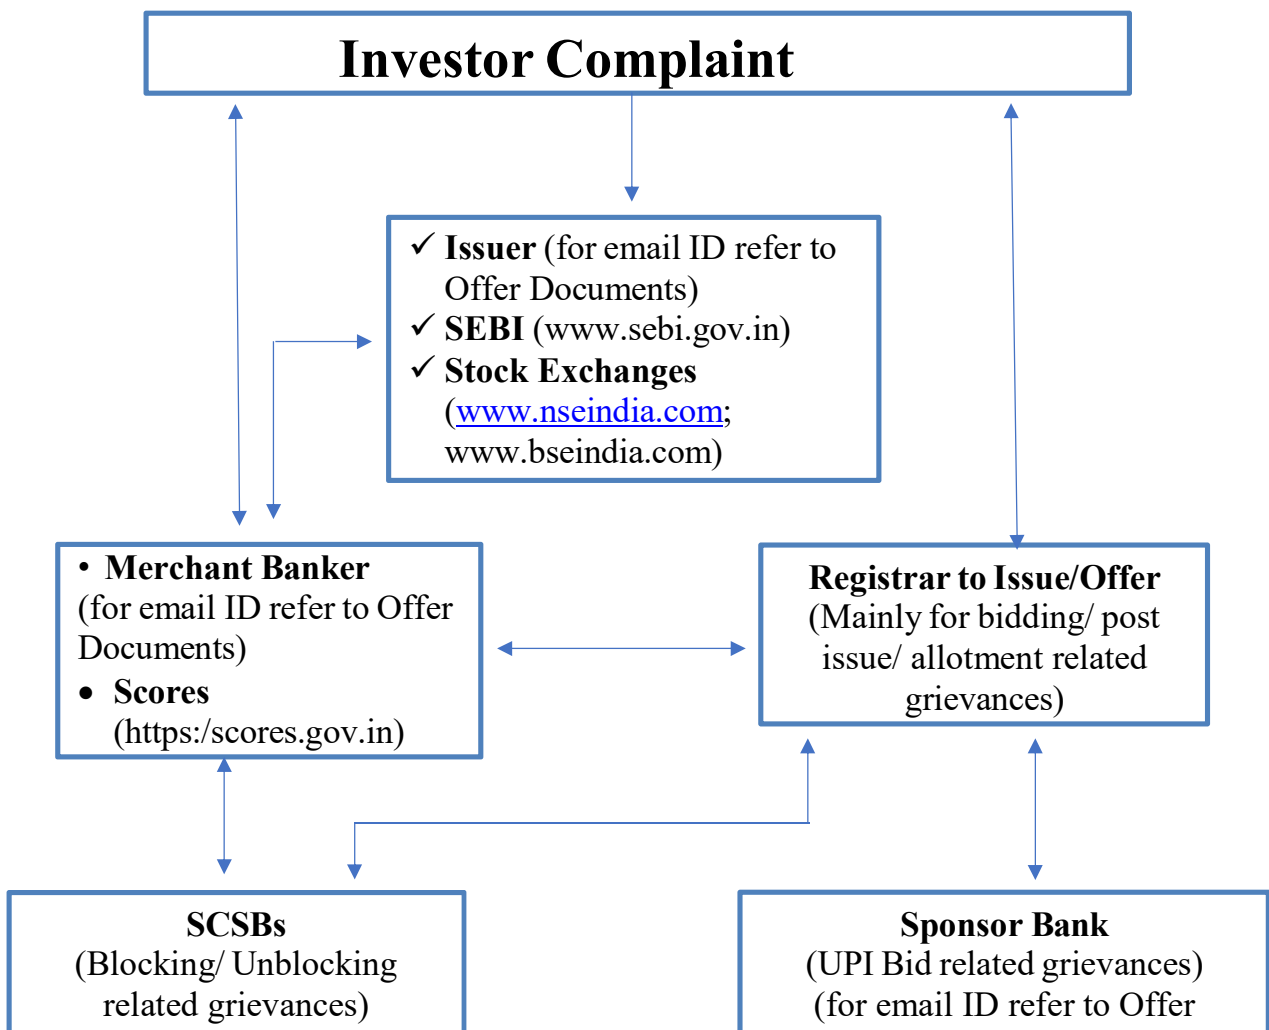 Investor Complaint
✓ Issuer (for email ID refer to
Offer Documents)
✓ SEBI (www.sebi.gov.in)
✓ Stock Exchanges
(www.nseindia.com;
www.bseindia.com)
• Merchant Banker
(for email ID refer to Offer
Documents)
• Scores
(https:/scores.gov.in)
Registrar to Issue/Offer
(Mainly for bidding/ post
issue/ allotment related
grievances)
SCSBs
(Blocking/ Unblocking
related grievances)
Sponsor Bank
(UPI Bid related grievances)
(for email ID refer to Offer